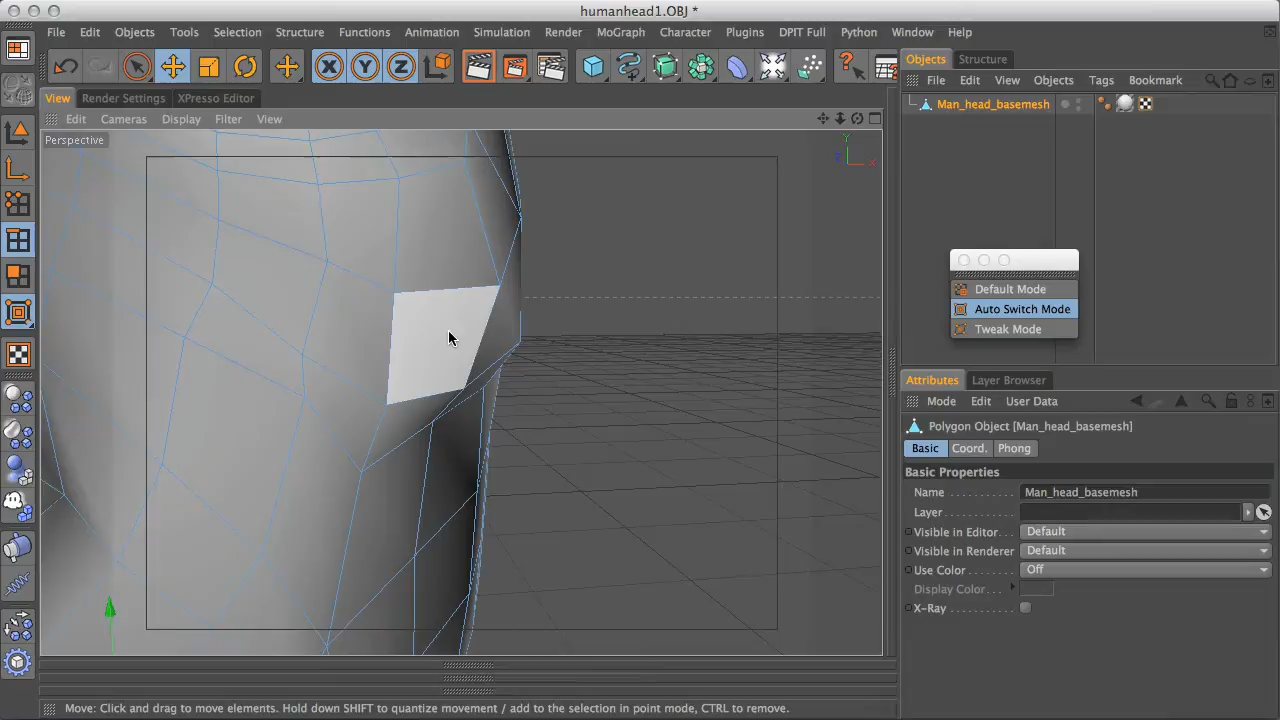 humanhead1.OBJ *
File Edit Objects Tools Selection Structure Functions Animation Simulation Render MoGraph Character Plugins DPIT Full Python Window Help
X Y Z
Objects Structure
File Edit View Objects Tags Bookmark
View Render Settings XPresso Editor
Man_head_basemesh
Edit Cameras Display Filter View
Perspective
Y
Z X
Default Mode
Auto Switch Mode
Tweak Mode
Attributes Layer Browser
Mode Edit User Data
Polygon Object [Man_head_basemesh]
Basic Coord. Phong
Basic Properties
Name . . . . . . . . . . . Man_head_basemesh
Layer . . . . . . . . . . .
Visible in Editor . . . Default
Visible in Renderer Default
Use Color . . . . . . . Off
Display Color . . .
X-Ray . . . . . . . . . .
Move: Click and drag to move elements. Hold down SHIFT to quantize movement / add to the selection in point mode, CTRL to remove.